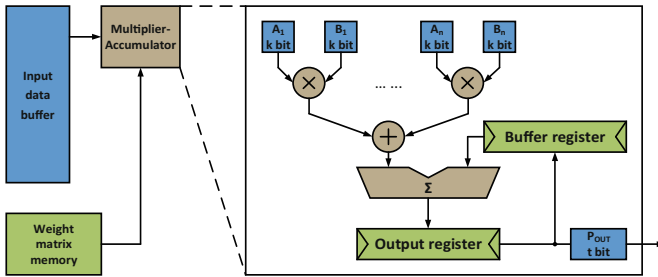 Input
data
buffer
Multiplier-
Accumulator
Weight
matrix
memory
A₁
k bit
B₁
k bit
... ...
Aₙ
k bit
Bₙ
k bit
×
×
+
Σ
Buffer register
Output register
P_OUT
t bit